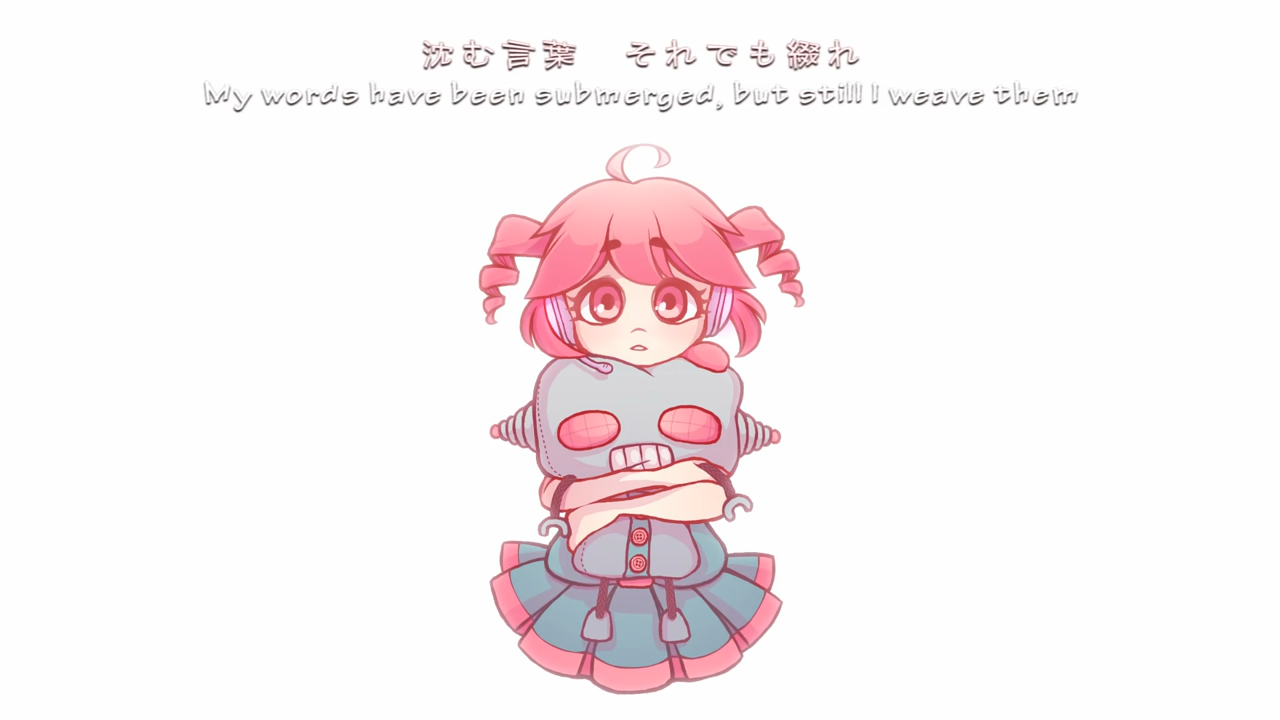 沈む言葉　それでも綴れ
My words have been submerged, but still I weave them